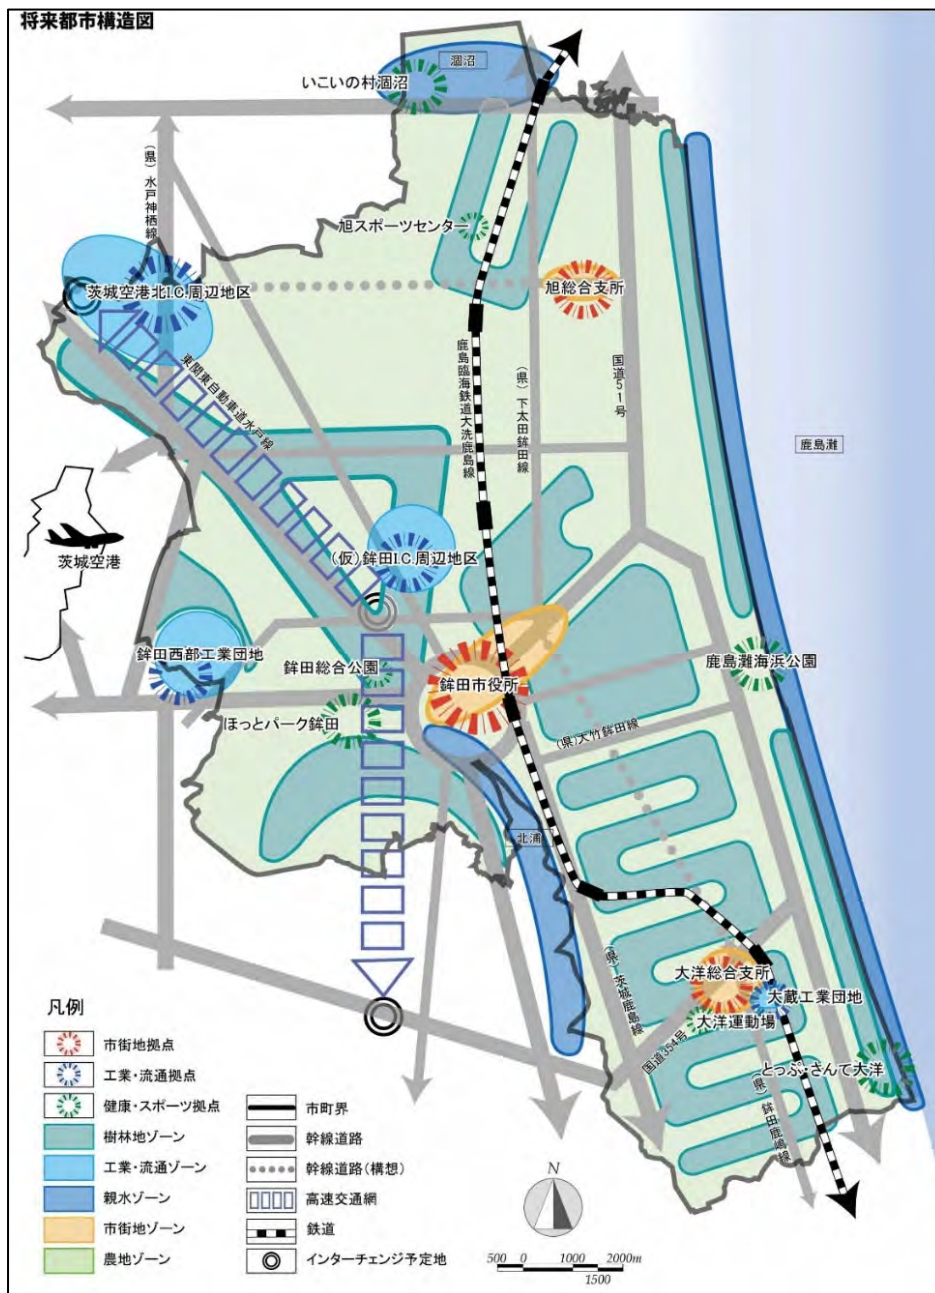 将来都市構造図
涸沼
いこいの村涸沼
(県)水戸神栖線
旭スポーツセンター
茨城空港北I.C.周辺地区
旭総合支所
東関東自動車道水戸線
鹿島臨海鉄道大洗鹿島線
(県)下太田鉾田線
国道51号
鹿島灘
茨城空港
(仮)鉾田I.C.周辺地区
鉾田西部工業団地
鉾田総合公園
鉾田市役所
鹿島灘海浜公園
ほっとパーク鉾田
(県)大竹鉾田線
北浦
(県)茨城鹿島線
大洋総合支所
大蔵工業団地
大洋運動場
国道354号
とっぷ・さんて大洋
(県)鉾田鹿嶋線
凡例
市街地拠点
工業・流通拠点
健康・スポーツ拠点
樹林地ゾーン
工業・流通ゾーン
親水ゾーン
市街地ゾーン
農地ゾーン
市町界
幹線道路
幹線道路(構想)
高速交通網
鉄道
インターチェンジ予定地
N
500 0 1000 2000m
1500